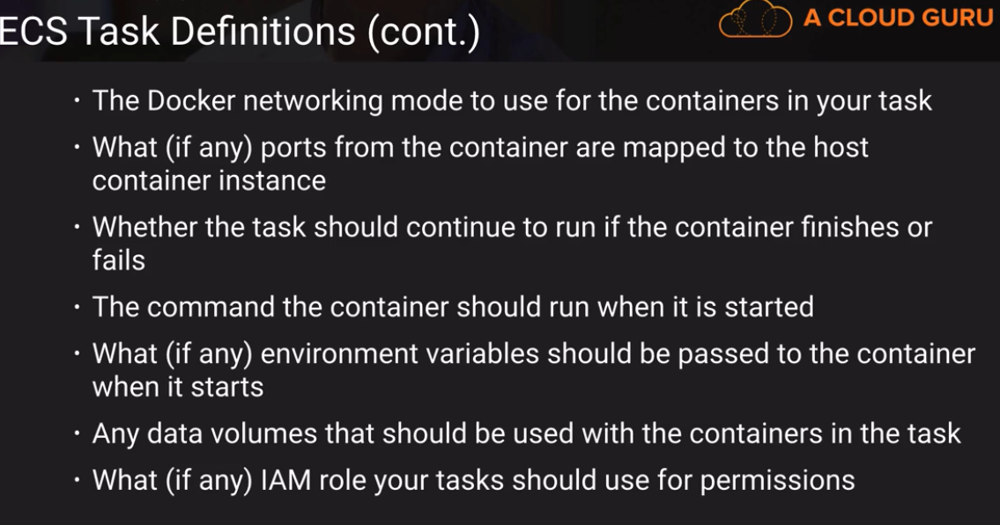 ECS Task Definitions (cont.)
A CLOUD GURU
· The Docker networking mode to use for the containers in your task
· What (if any) ports from the container are mapped to the host
container instance
· Whether the task should continue to run if the container finishes or
fails
· The command the container should run when it is started
· What (if any) environment variables should be passed to the container
when it starts
· Any data volumes that should be used with the containers in the task
· What (if any) IAM role your tasks should use for permissions